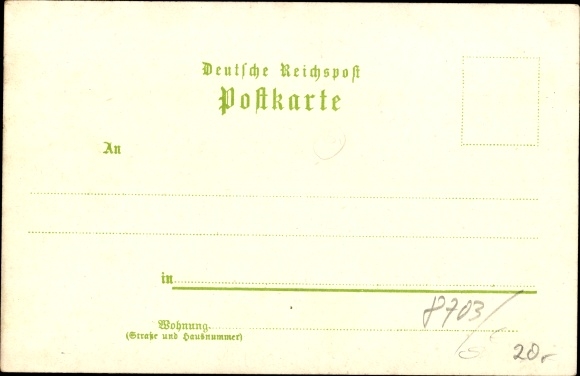 Deutsche Reichspost
Postkarte
An
in
Wohnung
(Straße und Hausnummer)
8703/
20,-